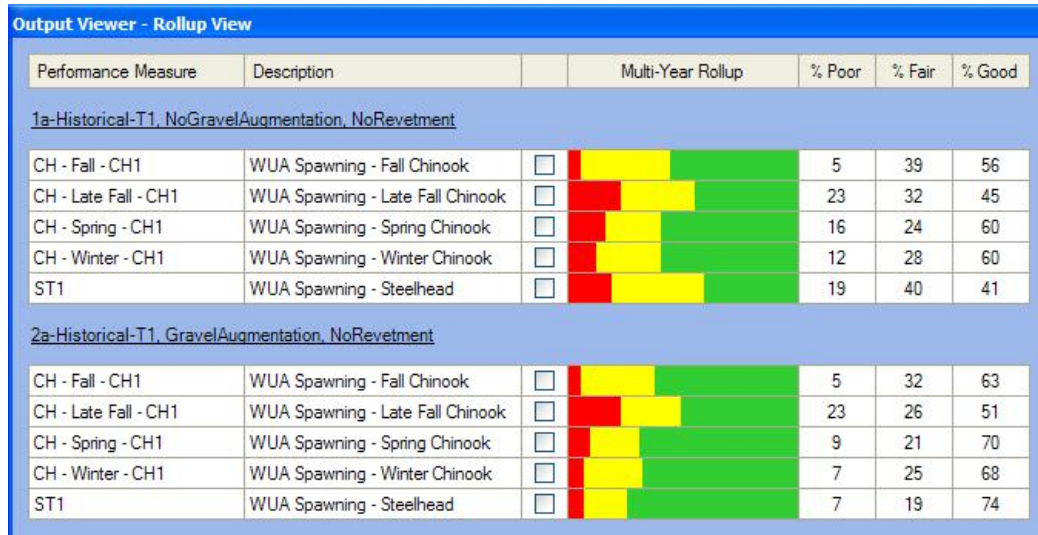 Output Viewer - Rollup View
Performance Measure Description Multi-Year Rollup % Poor % Fair % Good
1a-Historical-T1, NoGravelAugmentation, NoRevetment
CH - Fall - CH1 WUA Spawning - Fall Chinook 5 39 56
CH - Late Fall - CH1 WUA Spawning - Late Fall Chinook 23 32 45
CH - Spring - CH1 WUA Spawning - Spring Chinook 16 24 60
CH - Winter - CH1 WUA Spawning - Winter Chinook 12 28 60
ST1 WUA Spawning - Steelhead 19 40 41
2a-Historical-T1, GravelAugmentation, NoRevetment
CH - Fall - CH1 WUA Spawning - Fall Chinook 5 32 63
CH - Late Fall - CH1 WUA Spawning - Late Fall Chinook 23 26 51
CH - Spring - CH1 WUA Spawning - Spring Chinook 9 21 70
CH - Winter - CH1 WUA Spawning - Winter Chinook 7 25 68
ST1 WUA Spawning - Steelhead 7 19 74